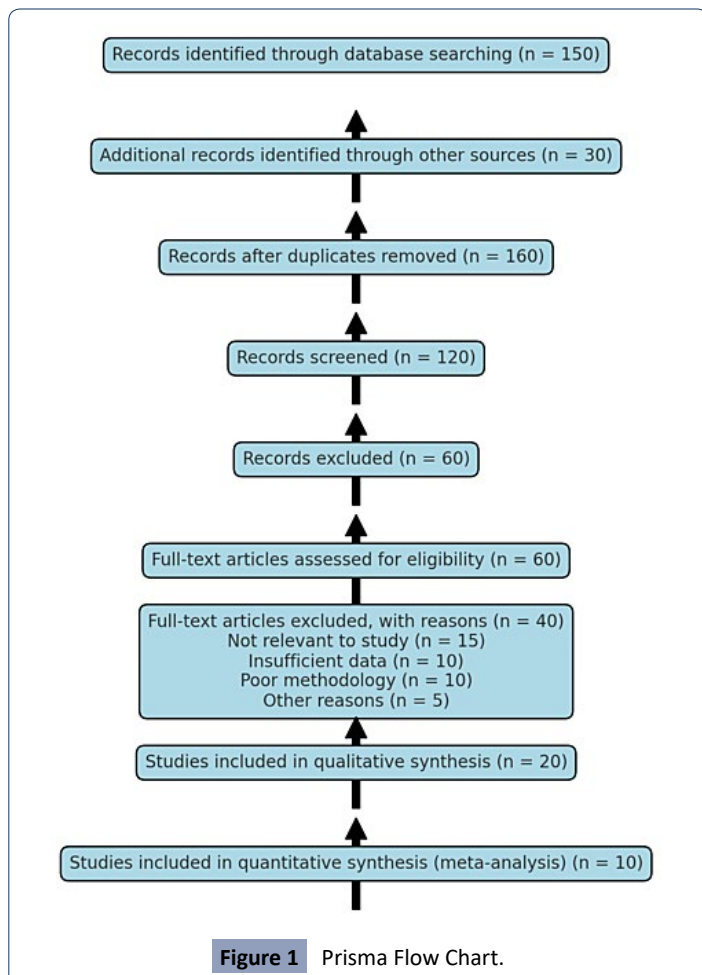 Records identified through database searching (n = 150)
Additional records identified through other sources (n = 30)
Records after duplicates removed (n = 160)
Records screened (n = 120)
Records excluded (n = 60)
Full-text articles assessed for eligibility (n = 60)
Full-text articles excluded, with reasons (n = 40)
Not relevant to study (n = 15)
Insufficient data (n = 10)
Poor methodology (n = 10)
Other reasons (n = 5)
Studies included in qualitative synthesis (n = 20)
Studies included in quantitative synthesis (meta-analysis) (n = 10)
Figure 1 Prisma Flow Chart.